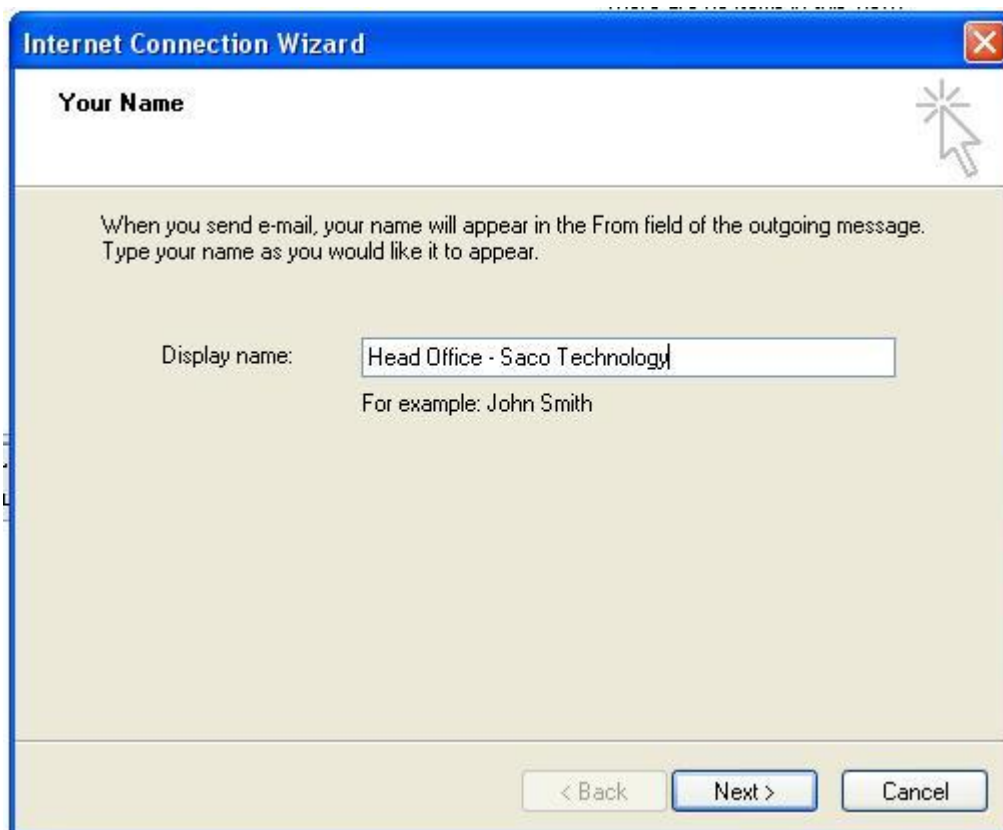 Internet Connection Wizard
Your Name
When you send e-mail, your name will appear in the From field of the outgoing message.
Type your name as you would like it to appear.
Display name: Head Office - Saco Technology
For example: John Smith
< Back Next > Cancel